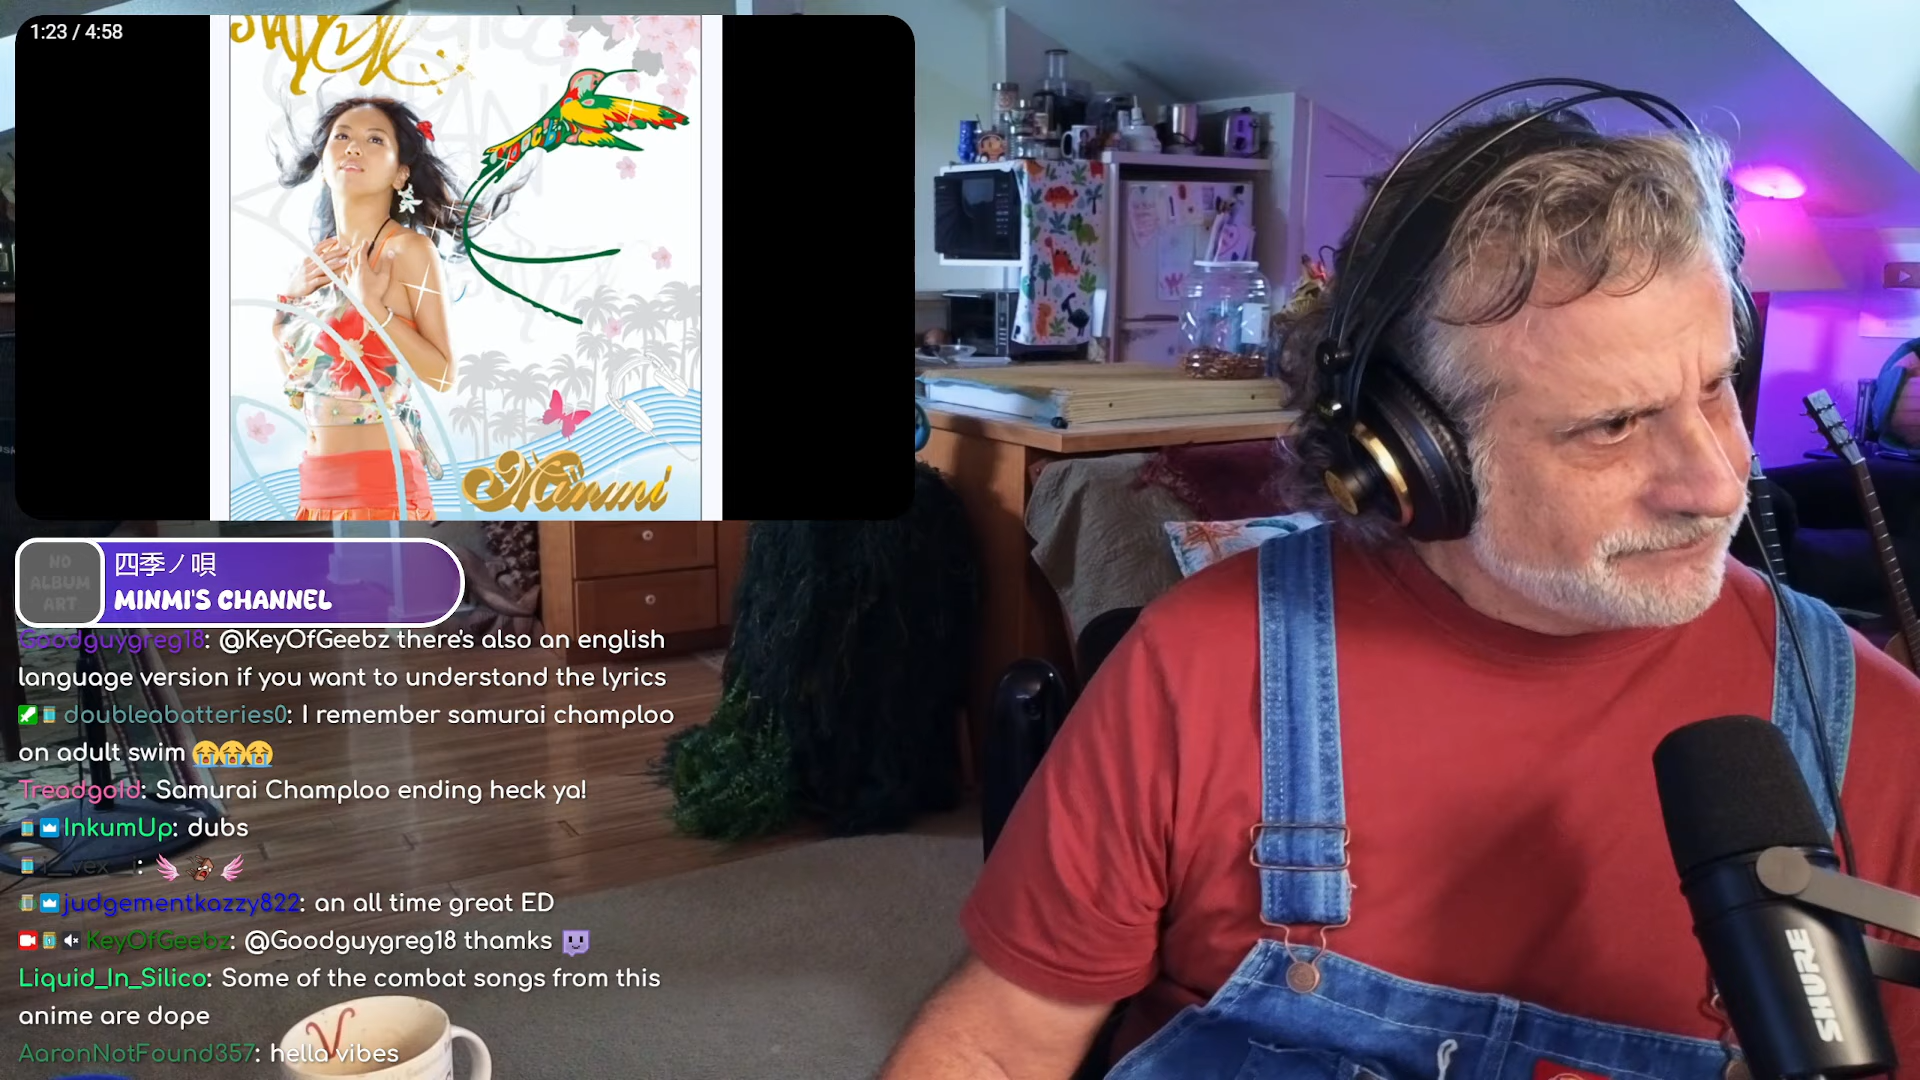 1:23 / 4:58
Minmi
四季ノ唄
NO
ALBUM
ART
MINMI'S CHANNEL
Goodguygreg18: @KeyOfGeebz there's also an english
language version if you want to understand the lyrics
doubleabatteries0: I remember samurai champloo
on adult swim 😭😭😭
Treadgold: Samurai Champloo ending heck ya!
InkumUp: dubs
judgementkazzy822: an all time great ED
KeyOfGeebz: @Goodguygreg18 thamks
Liquid_In_Silico: Some of the combat songs from this
anime are dope
AaronNotFound357: hella vibes
SHURE